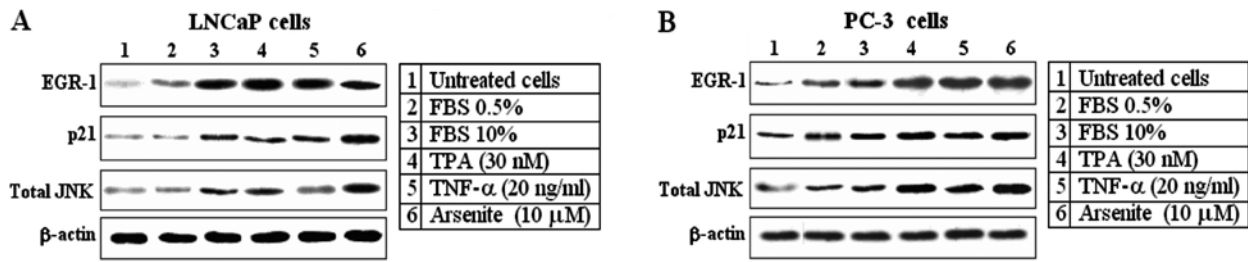 A
LNCaP cells
1 2 3 4 5 6
EGR-1
p21
Total JNK
β-actin
1 Untreated cells
2 FBS 0.5%
3 FBS 10%
4 TPA (30 nM)
5 TNF-α (20 ng/ml)
6 Arsenite (10 μM)
B
PC-3 cells
1 2 3 4 5 6
EGR-1
p21
Total JNK
β-actin
1 Untreated cells
2 FBS 0.5%
3 FBS 10%
4 TPA (30 nM)
5 TNF-α (20 ng/ml)
6 Arsenite (10 μM)